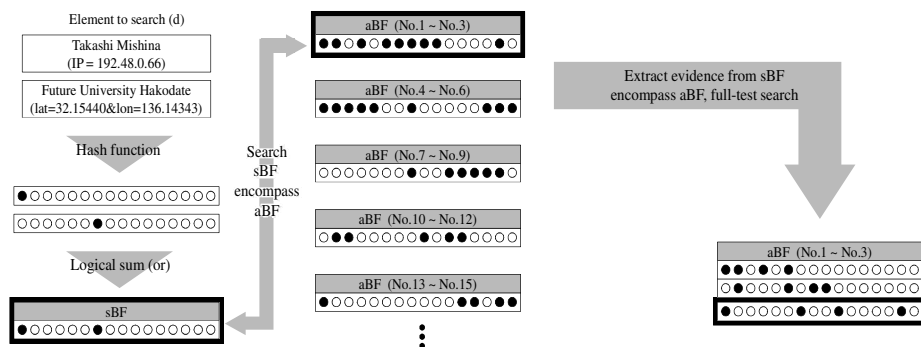 Element to search (d)
Takashi Mishina
(IP = 192.48.0.66)
Future University Hakodate
(lat=32.15440&lon=136.14343)
Hash function
Logical sum (or)
sBF
Search
sBF
encompass
aBF
aBF (No.1 ~ No.3)
aBF (No.4 ~ No.6)
aBF (No.7 ~ No.9)
aBF (No.10 ~ No.12)
aBF (No.13 ~ No.15)
Extract evidence from sBF
encompass aBF, full-test search
aBF (No.1 ~ No.3)